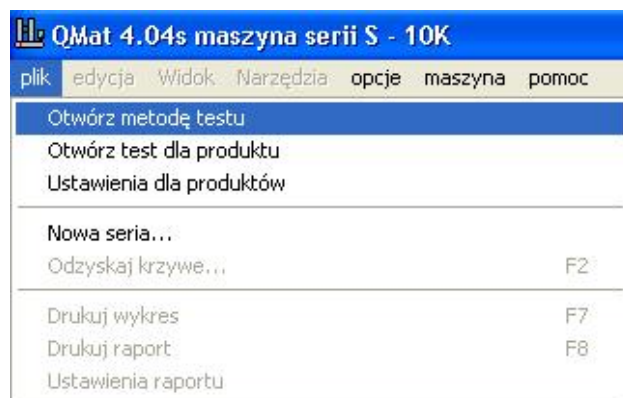 QMat 4.04s maszyna serii S - 10K
plik edycja Widok Narzędzia opcje maszyna pomoc
Otwórz metodę testu
Otwórz test dla produktu
Ustawienia dla produktów
Nowa seria...
Odzyskaj krzywe... F2
Drukuj wykres F7
Drukuj raport F8
Ustawienia raportu